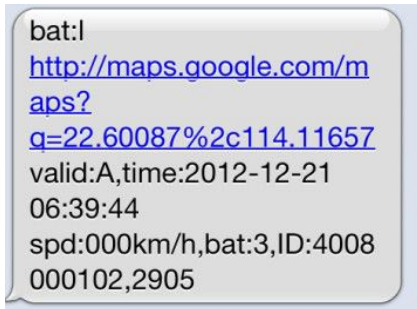 bat:l
http://maps.google.com/m
aps?
q=22.60087%2c114.11657
valid:A,time:2012-12-21
06:39:44
spd:000km/h,bat:3,ID:4008
000102,2905